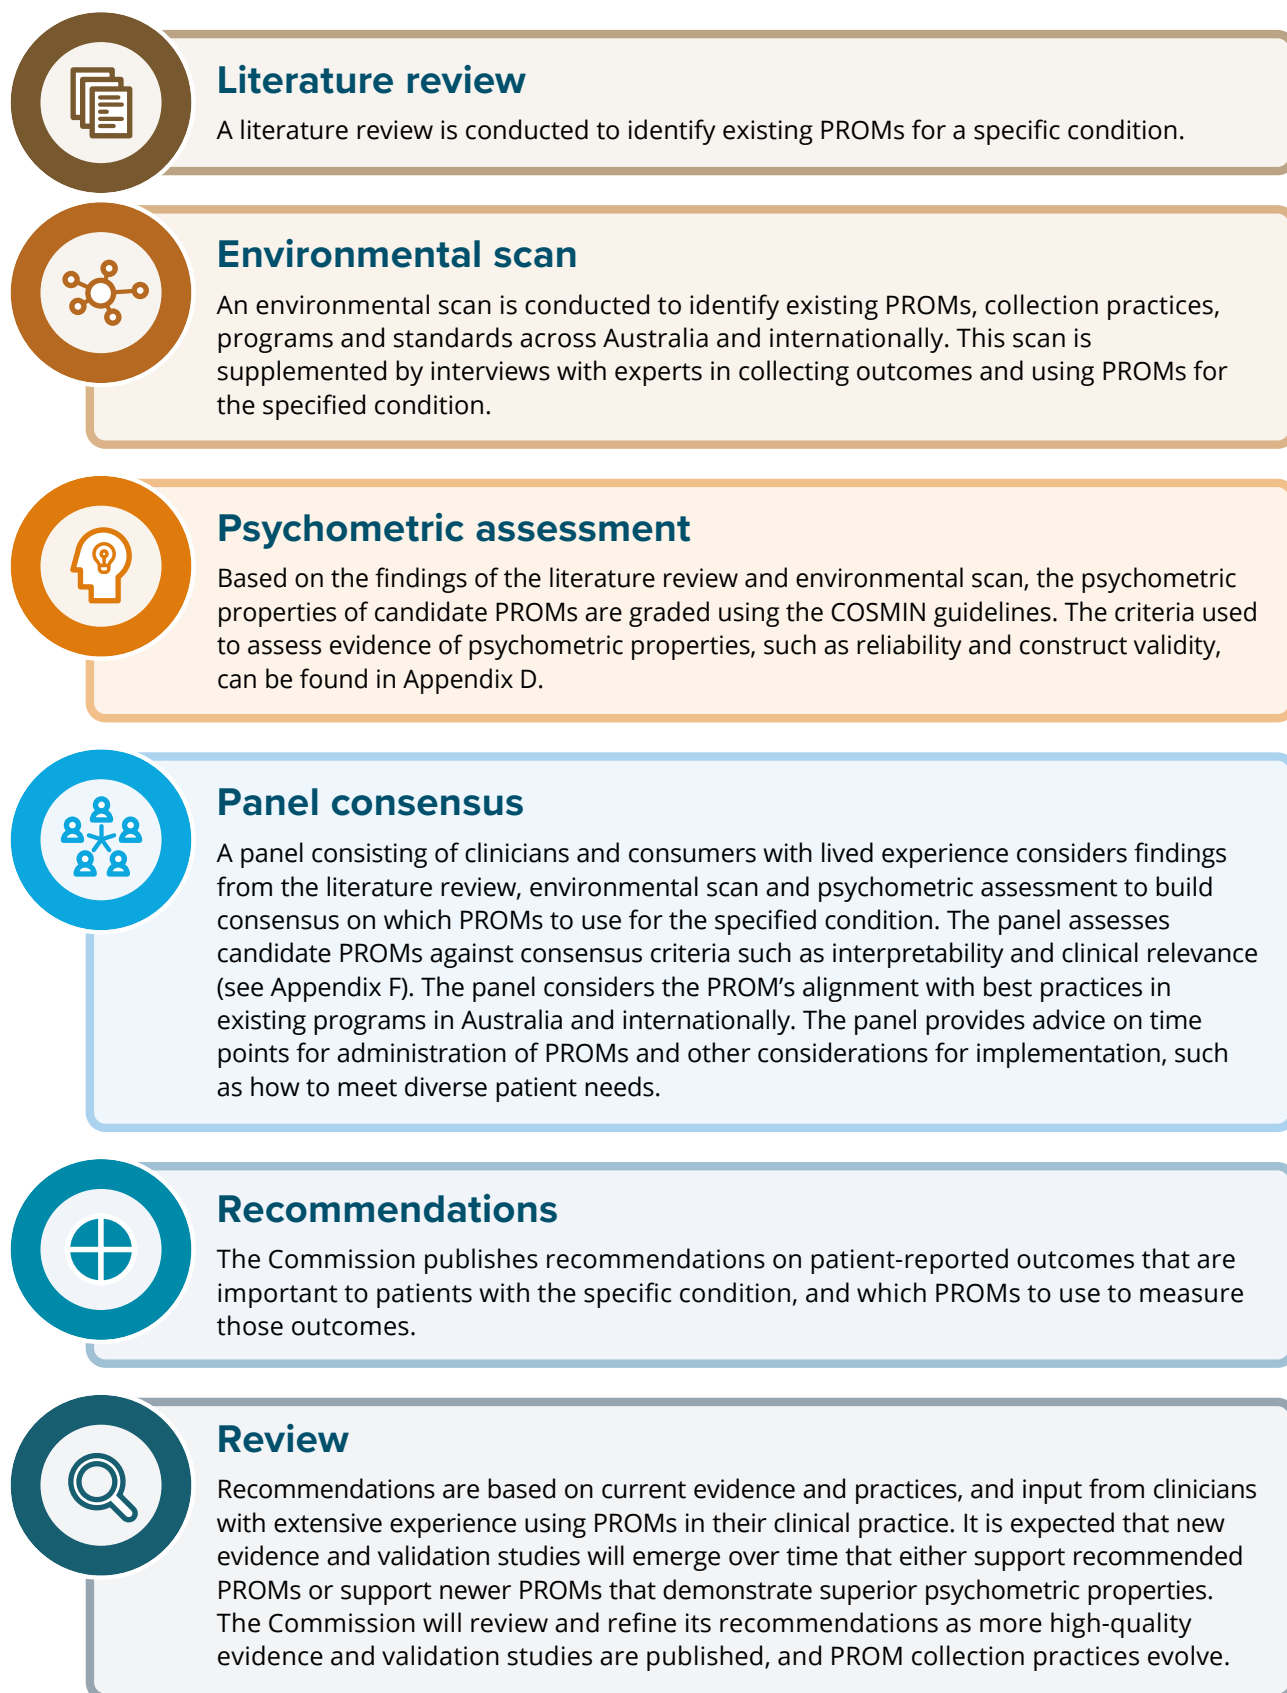 Literature review
A literature review is conducted to identify existing PROMs for a specific condition.
Environmental scan
An environmental scan is conducted to identify existing PROMs, collection practices,
programs and standards across Australia and internationally. This scan is
supplemented by interviews with experts in collecting outcomes and using PROMs for
the specified condition.
Psychometric assessment
Based on the findings of the literature review and environmental scan, the psychometric
properties of candidate PROMs are graded using the COSMIN guidelines. The criteria used
to assess evidence of psychometric properties, such as reliability and construct validity,
can be found in Appendix D.
Panel consensus
A panel consisting of clinicians and consumers with lived experience considers findings
from the literature review, environmental scan and psychometric assessment to build
consensus on which PROMs to use for the specified condition. The panel assesses
candidate PROMs against consensus criteria such as interpretability and clinical relevance
(see Appendix F). The panel considers the PROM’s alignment with best practices in
existing programs in Australia and internationally. The panel provides advice on time
points for administration of PROMs and other considerations for implementation, such
as how to meet diverse patient needs.
Recommendations
The Commission publishes recommendations on patient-reported outcomes that are
important to patients with the specific condition, and which PROMs to use to measure
those outcomes.
Review
Recommendations are based on current evidence and practices, and input from clinicians
with extensive experience using PROMs in their clinical practice. It is expected that new
evidence and validation studies will emerge over time that either support recommended
PROMs or support newer PROMs that demonstrate superior psychometric properties.
The Commission will review and refine its recommendations as more high-quality
evidence and validation studies are published, and PROM collection practices evolve.